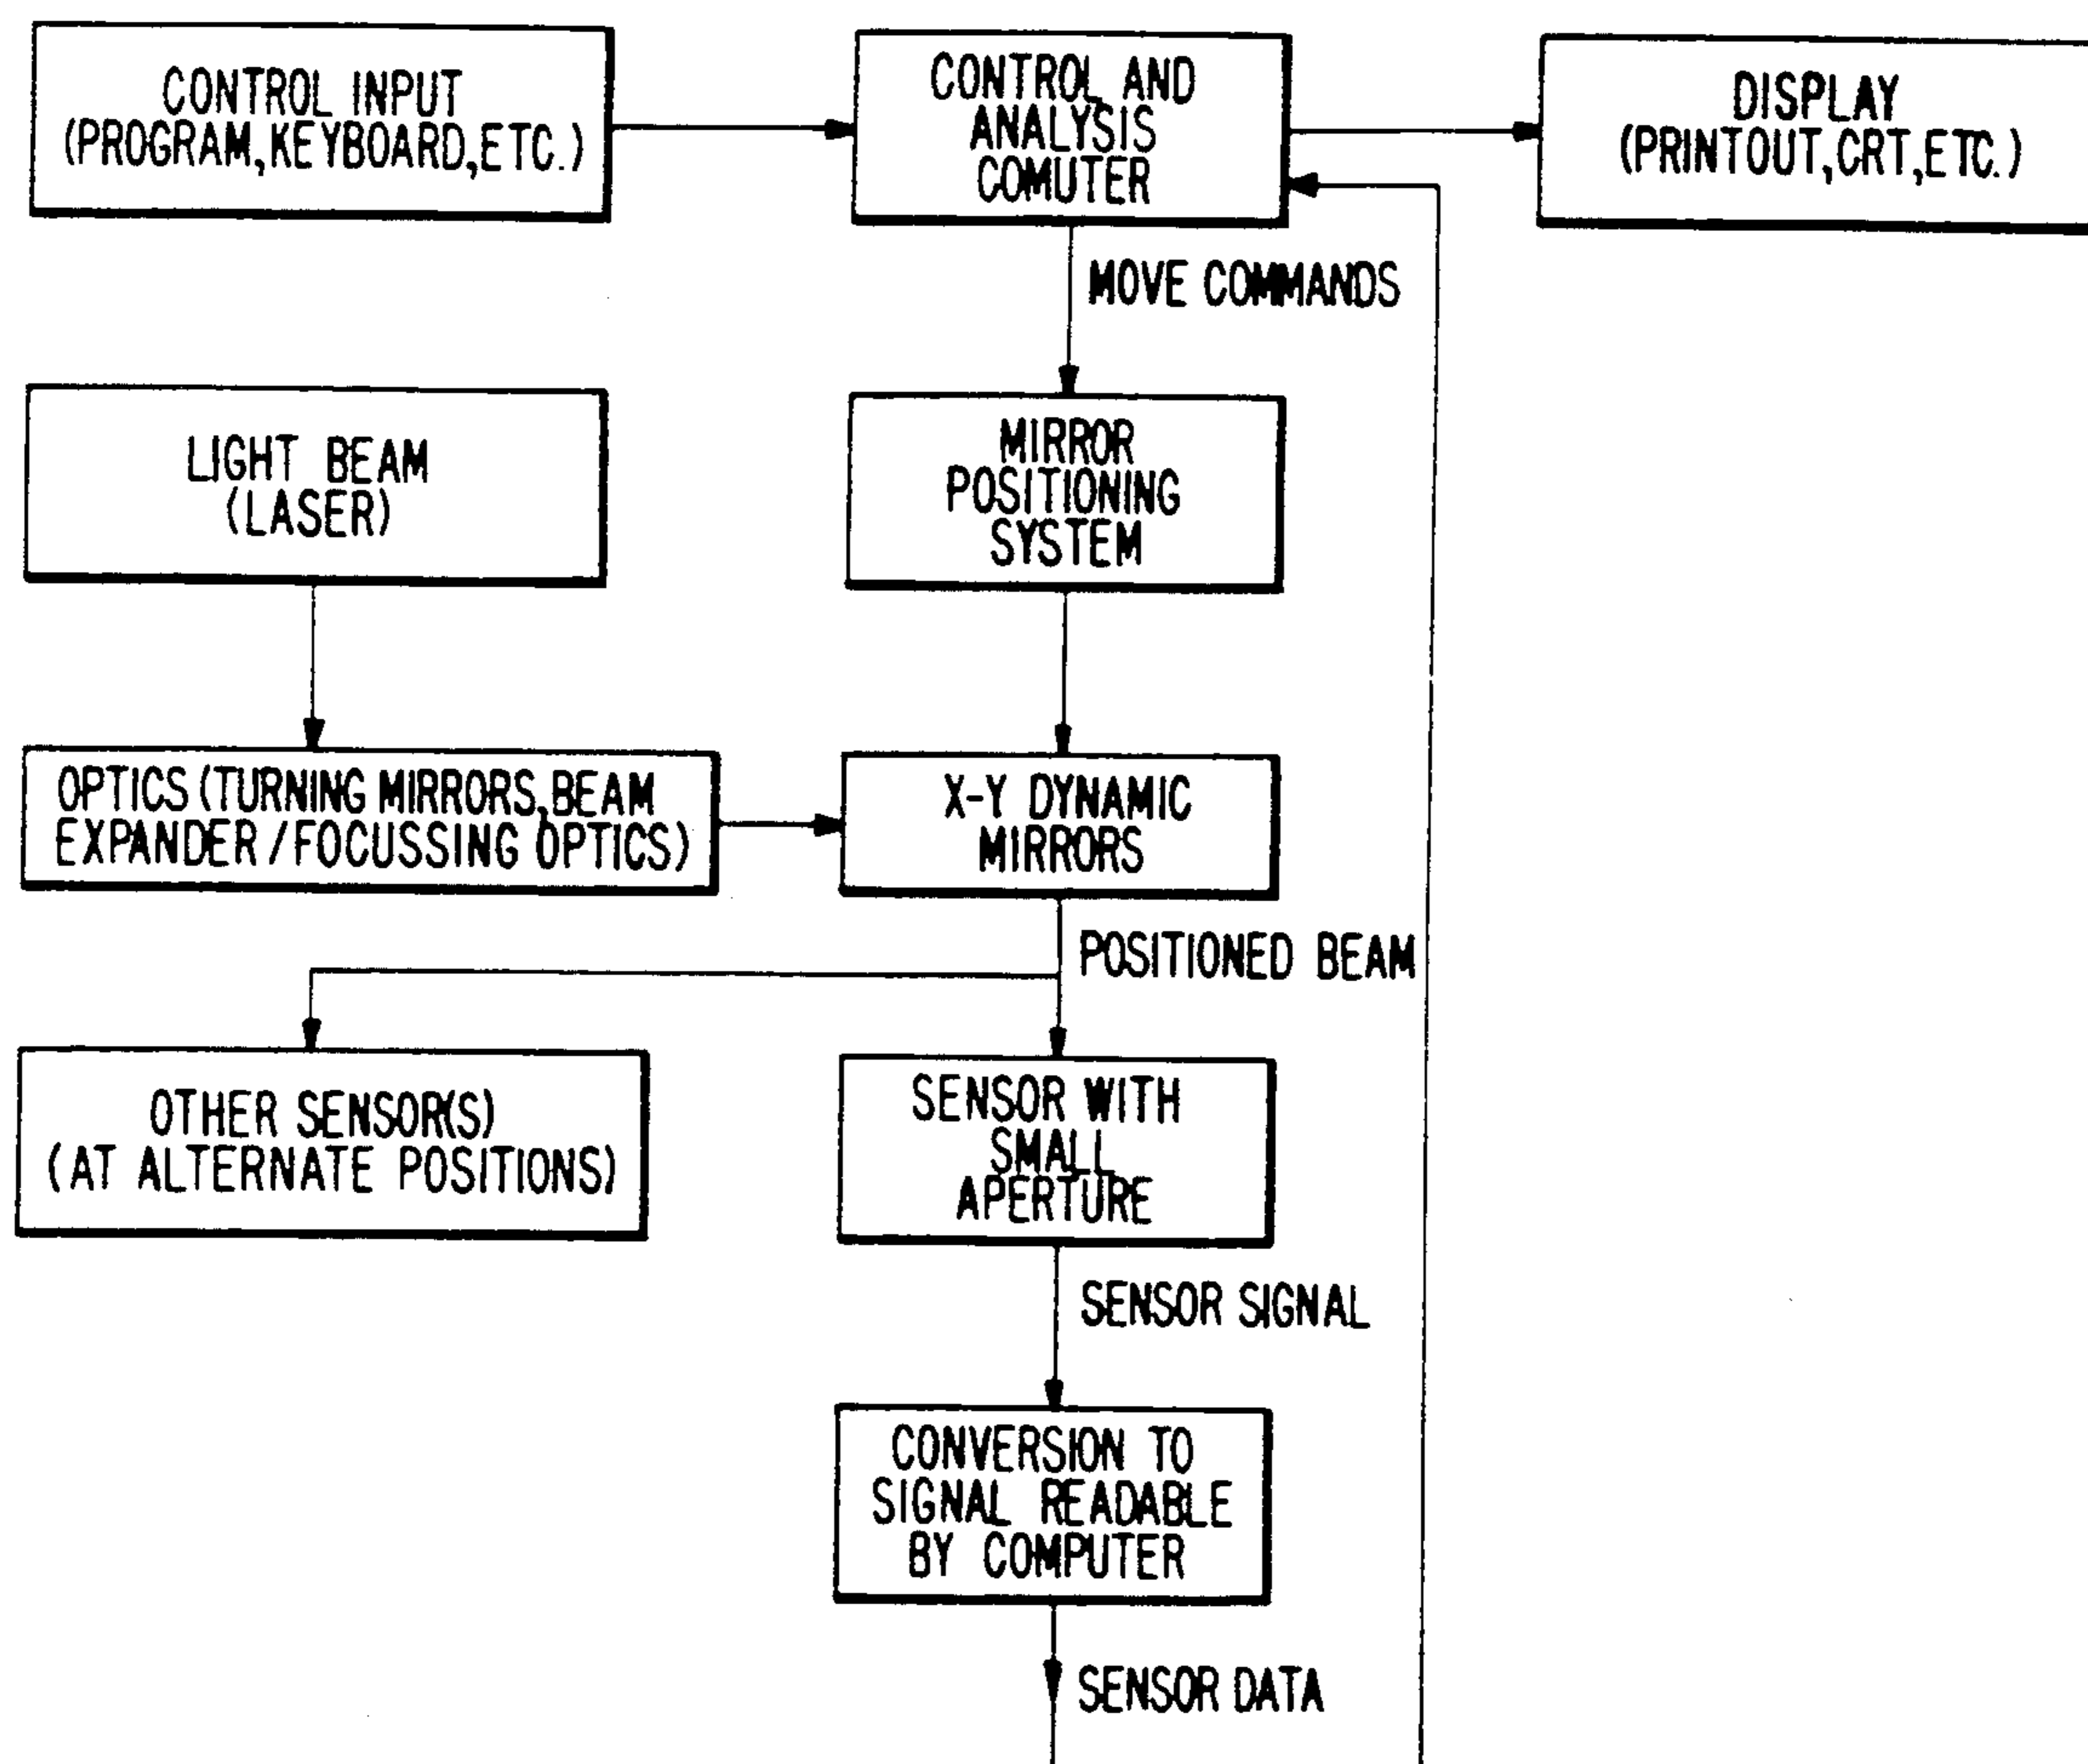 CONTROL INPUT
(PROGRAM,KEYBOARD,ETC.)
CONTROL AND
ANALYSIS
COMUTER
DISPLAY
(PRINTOUT,CRT,ETC.)
MOVE COMMANDS
LIGHT BEAM
(LASER)
MIRROR
POSITIONING
SYSTEM
OPTICS (TURNING MIRRORS,BEAM
EXPANDER/FOCUSSING OPTICS)
X-Y DYNAMIC
MIRRORS
POSITIONED BEAM
OTHER SENSOR(S)
(AT ALTERNATE POSITIONS)
SENSOR WITH
SMALL
APERTURE
SENSOR SIGNAL
CONVERSION TO
SIGNAL READABLE
BY COMPUTER
SENSOR DATA